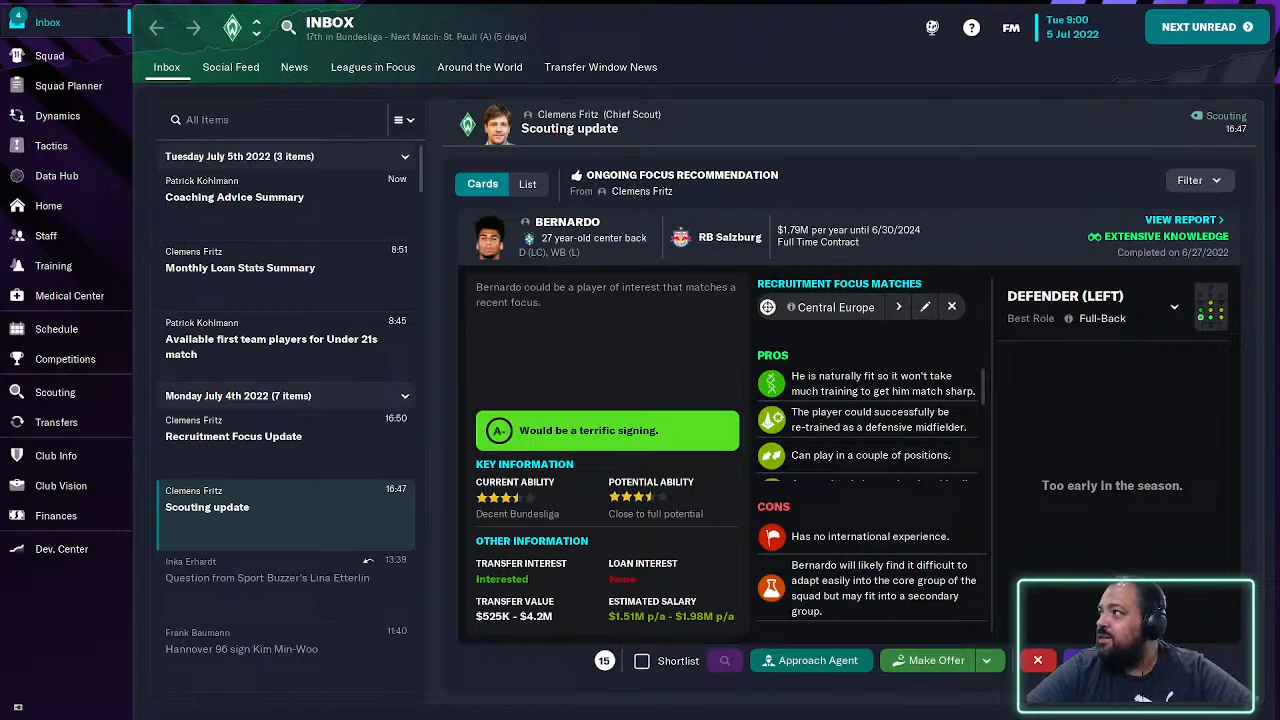 4
Inbox
Squad
Squad Planner
Dynamics
Tactics
Data Hub
Home
Staff
Training
Medical Center
Schedule
Competitions
Scouting
Transfers
Club Info
Club Vision
Finances
Dev. Center
INBOX
17th in Bundesliga - Next Match: St. Pauli (A) (5 days)
?
FM
Tue 9:00
5 Jul 2022
NEXT UNREAD
Inbox
Social Feed
News
Leagues in Focus
Around the World
Transfer Window News
All Items
Tuesday July 5th 2022 (3 items)
Patrick Kohlmann
Now
Coaching Advice Summary
Clemens Fritz
8:51
Monthly Loan Stats Summary
Patrick Kohlmann
8:45
Available first team players for Under 21s
match
Monday July 4th 2022 (7 items)
Clemens Fritz
16:50
Recruitment Focus Update
Clemens Fritz
16:47
Scouting update
Inka Erhardt
13:39
Question from Sport Buzzer's Lina Etterlin
Frank Baumann
11:40
Hannover 96 sign Kim Min-Woo
Clemens Fritz (Chief Scout)
Scouting update
Scouting
16:47
Cards
List
ONGOING FOCUS RECOMMENDATION
From Clemens Fritz
Filter
BERNARDO
27 year-old center back
D (LC), WB (L)
RB Salzburg
$1.79M per year until 6/30/2024
Full Time Contract
VIEW REPORT >
EXTENSIVE KNOWLEDGE
Completed on 6/27/2022
Bernardo could be a player of interest that matches a
recent focus.
A-
Would be a terrific signing.
KEY INFORMATION
CURRENT ABILITY
POTENTIAL ABILITY
Decent Bundesliga
Close to full potential
OTHER INFORMATION
TRANSFER INTEREST
LOAN INTEREST
Interested
None
TRANSFER VALUE
ESTIMATED SALARY
$525K - $4.2M
$1.51M p/a - $1.98M p/a
RECRUITMENT FOCUS MATCHES
Central Europe
PROS
He is naturally fit so it won't take
much training to get him match sharp.
The player could successfully be
re-trained as a defensive midfielder.
Can play in a couple of positions.
CONS
Has no international experience.
Bernardo will likely find it difficult to
adapt easily into the core group of the
squad but may fit into a secondary
group.
DEFENDER (LEFT)
Best Role Full-Back
Too early in the season.
15
Shortlist
Approach Agent
Make Offer